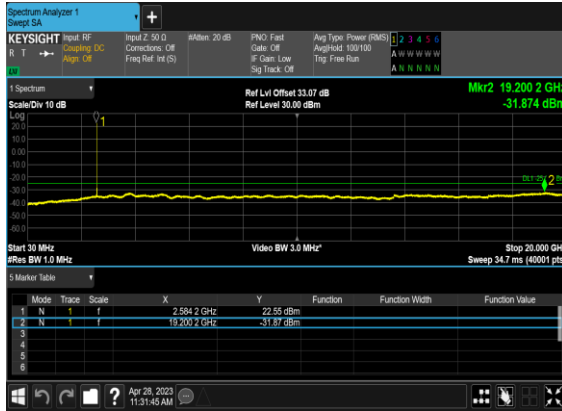 Spectrum Analyzer 1
Swept SA
KEYSIGHT
R T
LV
Input: RF
Coupling: DC
Align: Off
Input Z: 50 Ω
Corrections: Off
Freq Ref: Int (S)
#Atten: 20 dB
PNO: Fast
Gate: Off
IF Gain: Low
Sig Track: Off
Avg Type: Power (RMS)
Avg|Hold: 100/100
Trig: Free Run
1 2 3 4 5 6
A W W W W W
A N N N N N
1 Spectrum
Scale/Div 10 dB
Log
Ref Lvl Offset 33.07 dB
Ref Level 30.00 dBm
Mkr2 19.200 2 GHz
-31.874 dBm
20.0
10.0
0.00
-10.0
-20.0
-30.0
-40.0
-50.0
-60.0
1
2
Start 30 MHz
#Res BW 1.0 MHz
Video BW 3.0 MHz*
Stop 20.000 GH
Sweep 34.7 ms (40001 pts
5 Marker Table
Mode Trace Scale X Y Function Function Width Function Value
1 N 1 f 2.584 2 GHz 22.55 dBm
2 N 1 f 19.200 2 GHz -31.87 dBm
3
4
5
6
?
Apr 28, 2023
11:31:45 AM